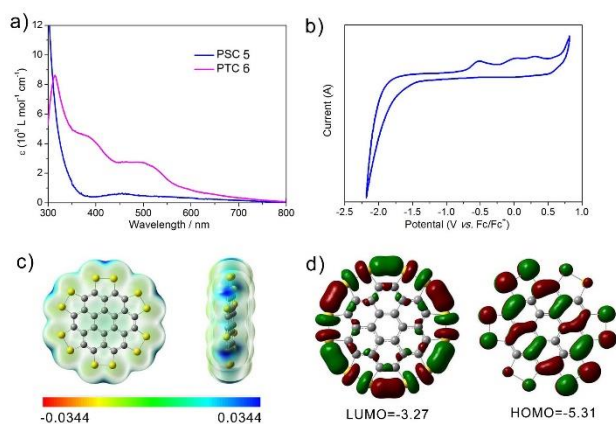 a)
12
10
8
6
4
2
0
ε (10³ L mol⁻¹ cm⁻¹)
PSC 5
PTC 6
300 400 500 600 700 800
Wavelength / nm
b)
Current (A)
-2.5 -2.0 -1.5 -1.0 -0.5 0.0 0.5 1.0
Potential (V vs. Fc/Fc⁺)
c)
-0.0344 0.0344
d)
LUMO=-3.27 HOMO=-5.31